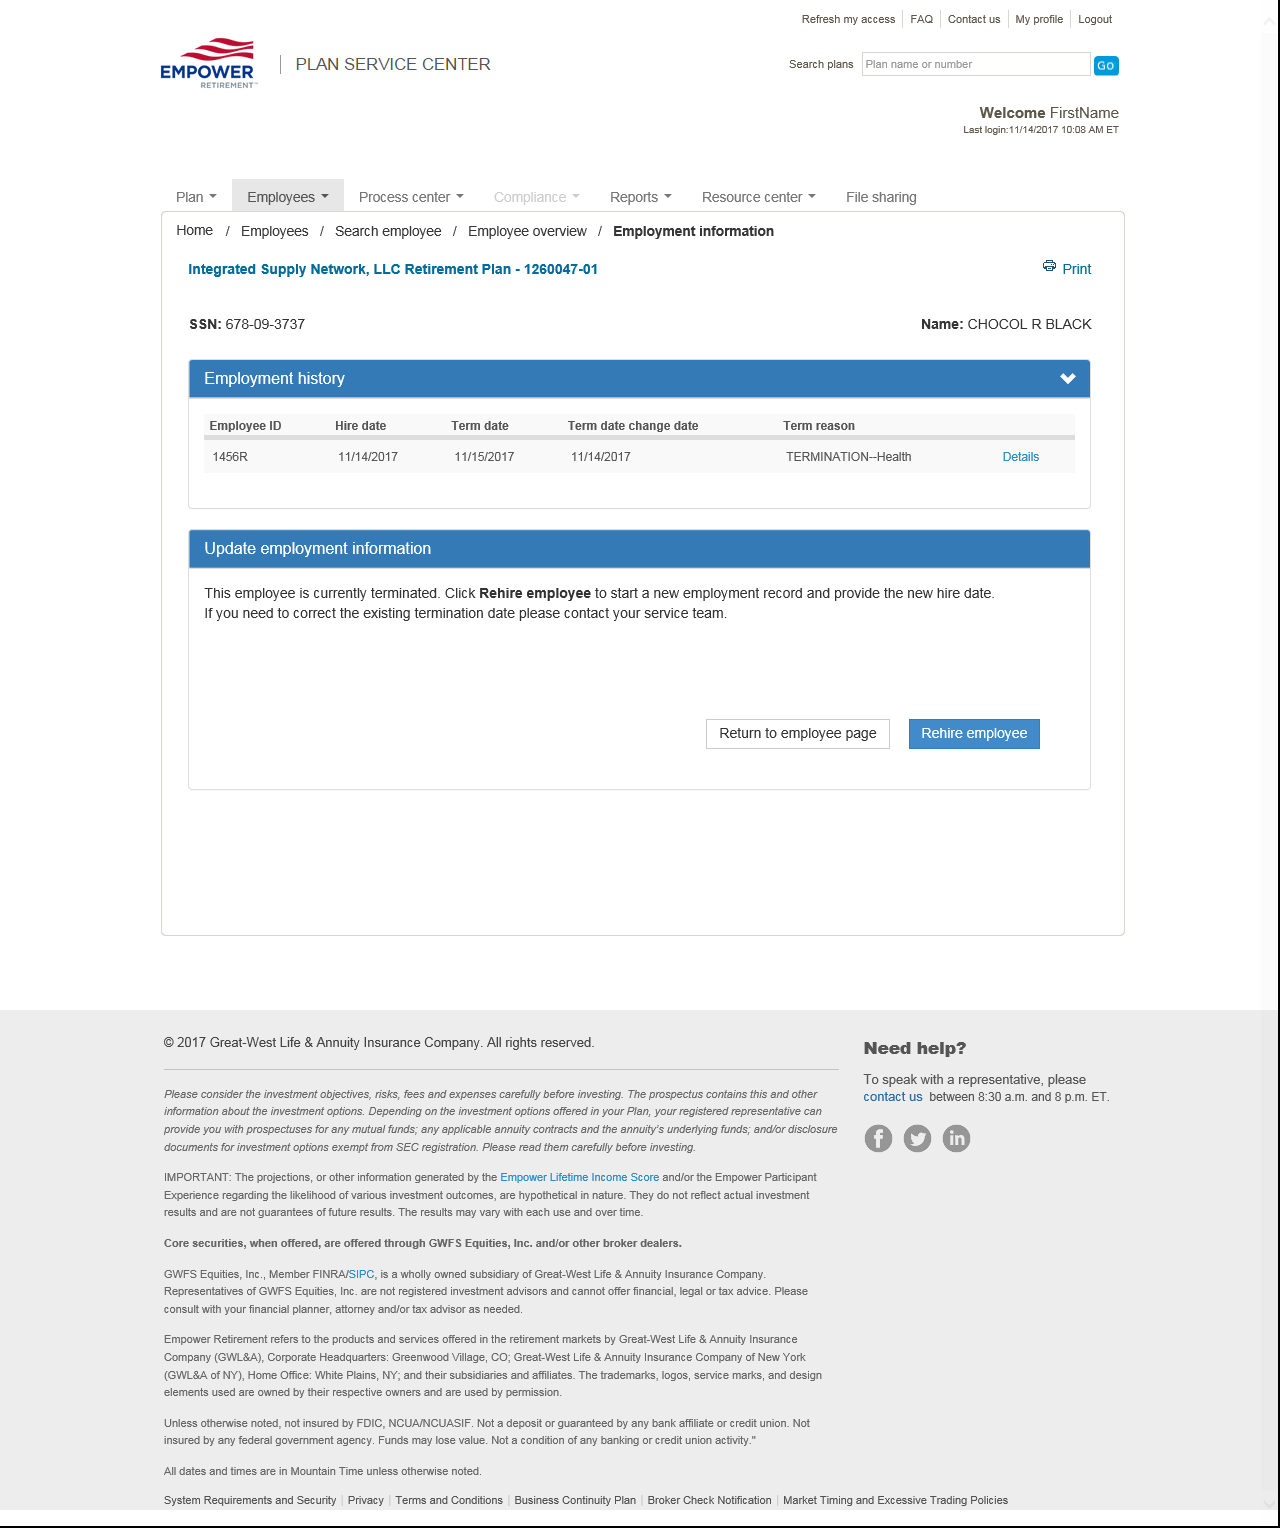 Refresh my access FAQ Contact us My profile Logout
EMPOWER
RETIREMENT™
PLAN SERVICE CENTER
Search plans Plan name or number GO
Welcome FirstName
Last login:11/14/2017 10:08 AM ET
Plan Employees Process center Compliance Reports Resource center File sharing
Home / Employees / Search employee / Employee overview / Employment information
Integrated Supply Network, LLC Retirement Plan - 1260047-01 Print
SSN: 678-09-3737 Name: CHOCOL R BLACK
Employment history
Employee ID Hire date Term date Term date change date Term reason
1456R 11/14/2017 11/15/2017 11/14/2017 TERMINATION--Health Details
Update employment information
This employee is currently terminated. Click Rehire employee to start a new employment record and provide the new hire date.
If you need to correct the existing termination date please contact your service team.
Return to employee page Rehire employee
© 2017 Great-West Life & Annuity Insurance Company. All rights reserved.
Please consider the investment objectives, risks, fees and expenses carefully before investing. The prospectus contains this and other
information about the investment options. Depending on the investment options offered in your Plan, your registered representative can
provide you with prospectuses for any mutual funds; any applicable annuity contracts and the annuity's underlying funds; and/or disclosure
documents for investment options exempt from SEC registration. Please read them carefully before investing.
IMPORTANT: The projections, or other information generated by the Empower Lifetime Income Score and/or the Empower Participant
Experience regarding the likelihood of various investment outcomes, are hypothetical in nature. They do not reflect actual investment
results and are not guarantees of future results. The results may vary with each use and over time.
Core securities, when offered, are offered through GWFS Equities, Inc. and/or other broker dealers.
GWFS Equities, Inc., Member FINRA/SIPC, is a wholly owned subsidiary of Great-West Life & Annuity Insurance Company.
Representatives of GWFS Equities, Inc. are not registered investment advisors and cannot offer financial, legal or tax advice. Please
consult with your financial planner, attorney and/or tax advisor as needed.
Empower Retirement refers to the products and services offered in the retirement markets by Great-West Life & Annuity Insurance
Company (GWL&A), Corporate Headquarters: Greenwood Village, CO; Great-West Life & Annuity Insurance Company of New York
(GWL&A of NY), Home Office: White Plains, NY; and their subsidiaries and affiliates. The trademarks, logos, service marks, and design
elements used are owned by their respective owners and are used by permission.
Unless otherwise noted, not insured by FDIC, NCUA/NCUASIF. Not a deposit or guaranteed by any bank affiliate or credit union. Not
insured by any federal government agency. Funds may lose value. Not a condition of any banking or credit union activity."
All dates and times are in Mountain Time unless otherwise noted.
System Requirements and Security | Privacy | Terms and Conditions | Business Continuity Plan | Broker Check Notification | Market Timing and Excessive Trading Policies
Need help?
To speak with a representative, please
contact us between 8:30 a.m. and 8 p.m. ET.